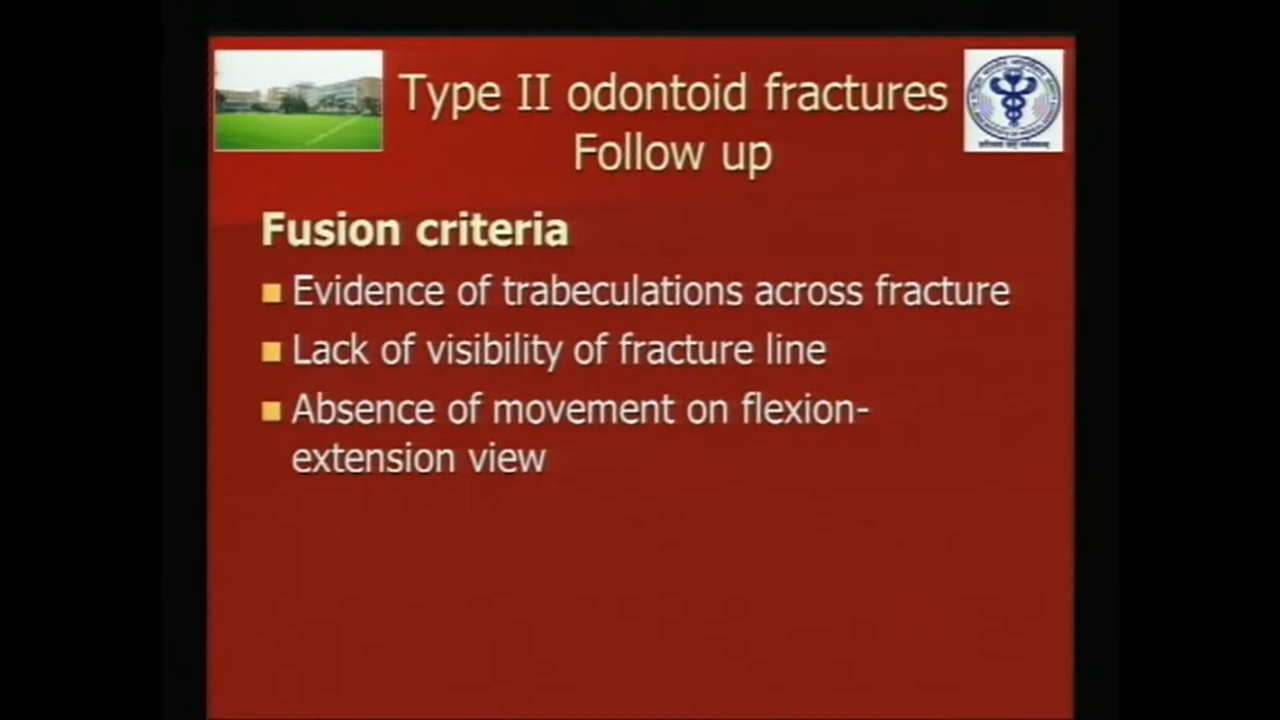 Type II odontoid fractures
Follow up
Fusion criteria
Evidence of trabeculations across fracture
Lack of visibility of fracture line
Absence of movement on flexion-
extension view